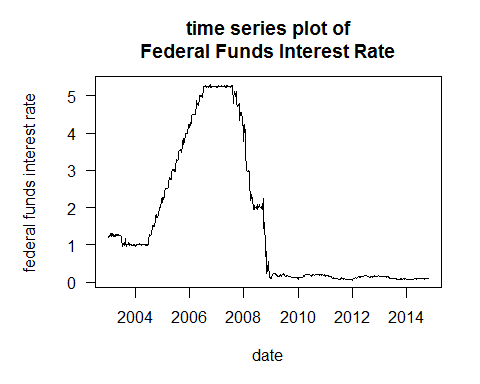 time series plot of
Federal Funds Interest Rate
federal funds interest rate
5
4
3
2
1
0
2004 2006 2008 2010 2012 2014
date